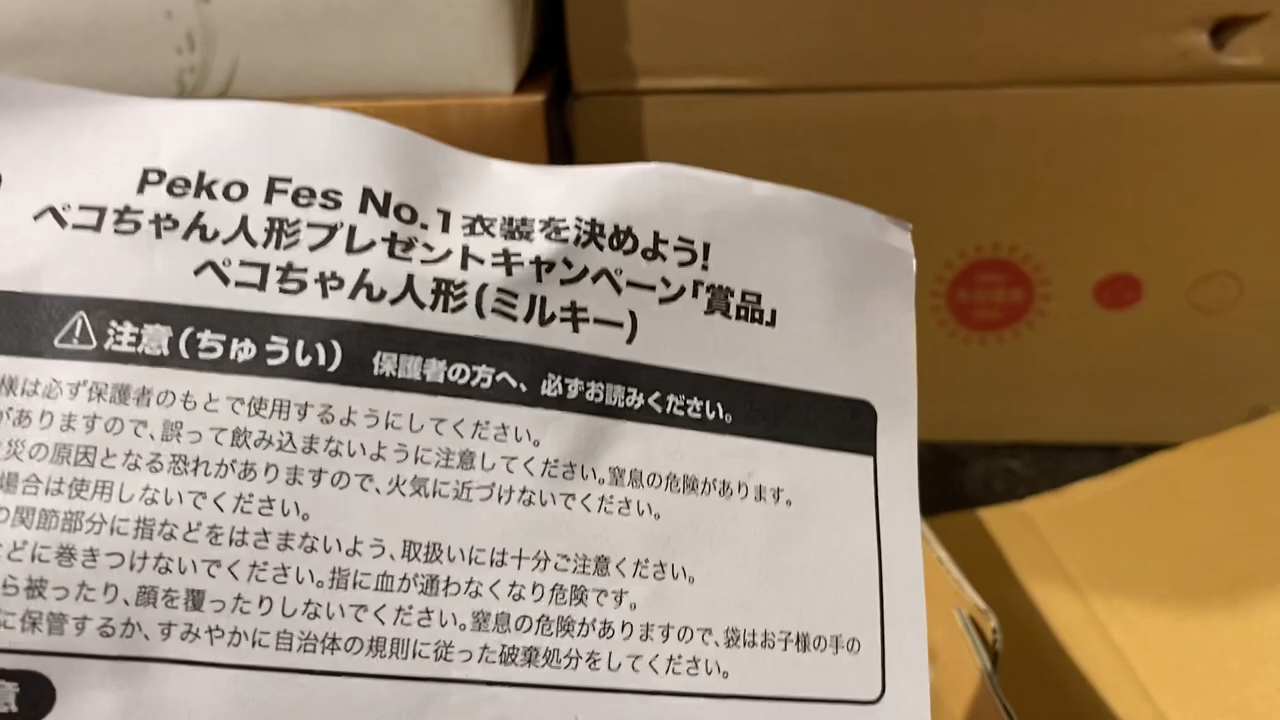 Peko Fes No.1衣装を決めよう!
ペコちゃん人形プレゼントキャンペーン「賞品」
ペコちゃん人形(ミルキー)
注意(ちゅうい) 保護者の方へ、必ずお読みください。
様は必ず保護者のもとで使用するようにしてください。
がありますので、誤って飲み込まないように注意してください。窒息の危険があります。
災の原因となる恐れがありますので、火気に近づけないでください。
場合は使用しないでください。
の関節部分に指などをはさまないよう、取扱いには十分ご注意ください。
などに巻きつけないでください。指に血が通わなくなり危険です。
ら被ったり、顔を覆ったりしないでください。窒息の危険がありますので、袋はお子様の手の
に保管するか、すみやかに自治体の規則に従った破棄処分をしてください。
意